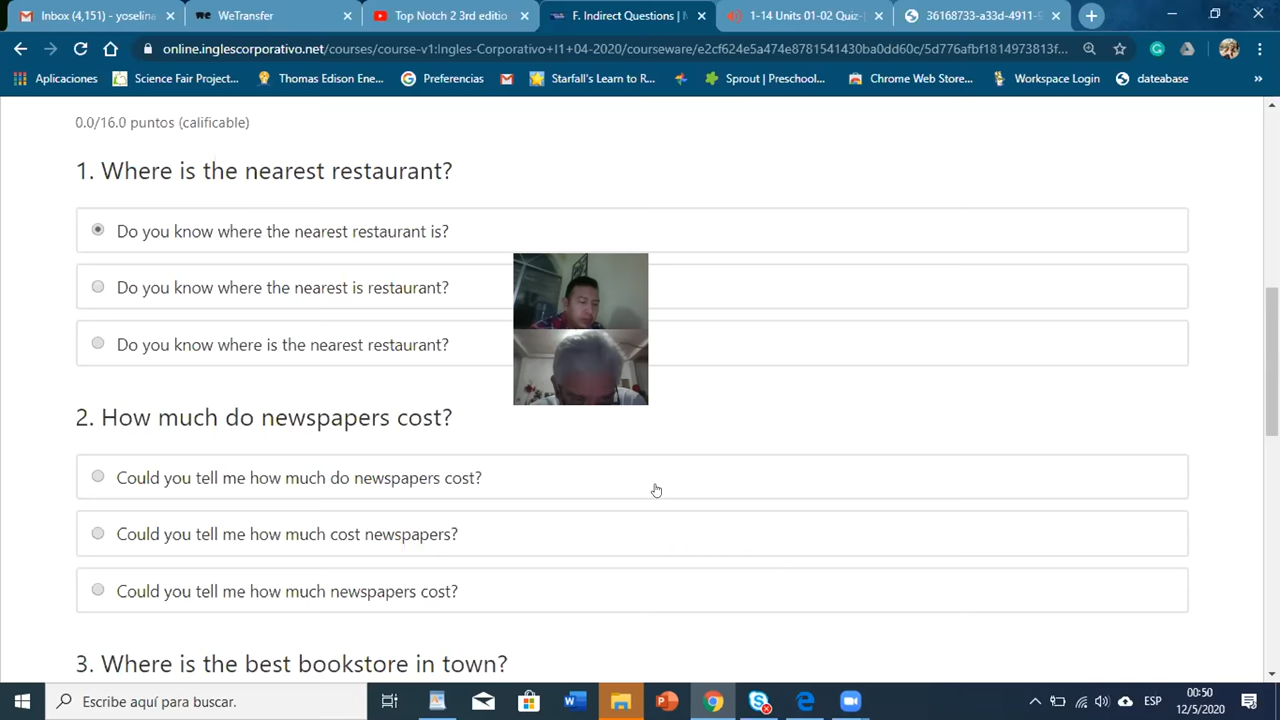 Inbox (4,151) - yoselina
WeTransfer
Top Notch 2 3rd editio
F. Indirect Questions | M
1-14 Units 01-02 Quiz-J
36168733-a33d-4911-9
online.inglescorporativo.net/courses/course-v1:Ingles-Corporativo+I1+04-2020/courseware/e2cf624e5a474e8781541430ba0dd60c/5d776afbf1814973813f...
Aplicaciones
Science Fair Project...
Thomas Edison Ene...
Preferencias
Starfall's Learn to R...
Sprout | Preschool...
Chrome Web Store...
Workspace Login
dateabase
»
0.0/16.0 puntos (calificable)
1. Where is the nearest restaurant?
Do you know where the nearest restaurant is?
Do you know where the nearest is restaurant?
Do you know where is the nearest restaurant?
2. How much do newspapers cost?
Could you tell me how much do newspapers cost?
Could you tell me how much cost newspapers?
Could you tell me how much newspapers cost?
3. Where is the best bookstore in town?
Escribe aquí para buscar.
ESP
00:50
12/5/2020